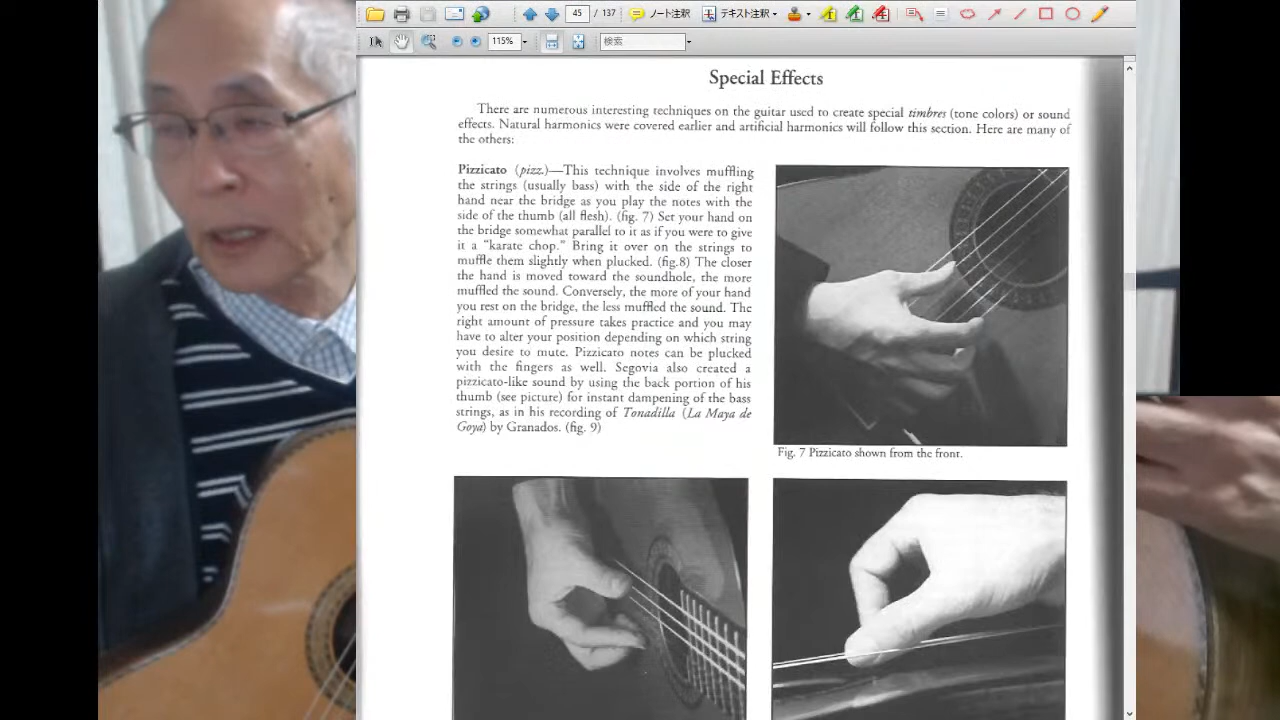 45 / 137
ノート注釈
テキスト注釈
115%
検索
Special Effects
There are numerous interesting techniques on the guitar used to create special timbres (tone colors) or sound
effects. Natural harmonics were covered earlier and artificial harmonics will follow this section. Here are many of
the others:
Pizzicato (pizz.)—This technique involves muffling
the strings (usually bass) with the side of the right
hand near the bridge as you play the notes with the
side of the thumb (all flesh). (fig. 7) Set your hand on
the bridge somewhat parallel to it as if you were to give
it a "karate chop." Bring it over on the strings to
muffle them slightly when plucked. (fig.8) The closer
the hand is moved toward the soundhole, the more
muffled the sound. Conversely, the more of your hand
you rest on the bridge, the less muffled the sound. The
right amount of pressure takes practice and you may
have to alter your position depending on which string
you desire to mute. Pizzicato notes can be plucked
with the fingers as well. Segovia also created a
pizzicato-like sound by using the back portion of his
thumb (see picture) for instant dampening of the bass
strings, as in his recording of Tonadilla (La Maya de
Goya) by Granados. (fig. 9)
Fig. 7 Pizzicato shown from the front.